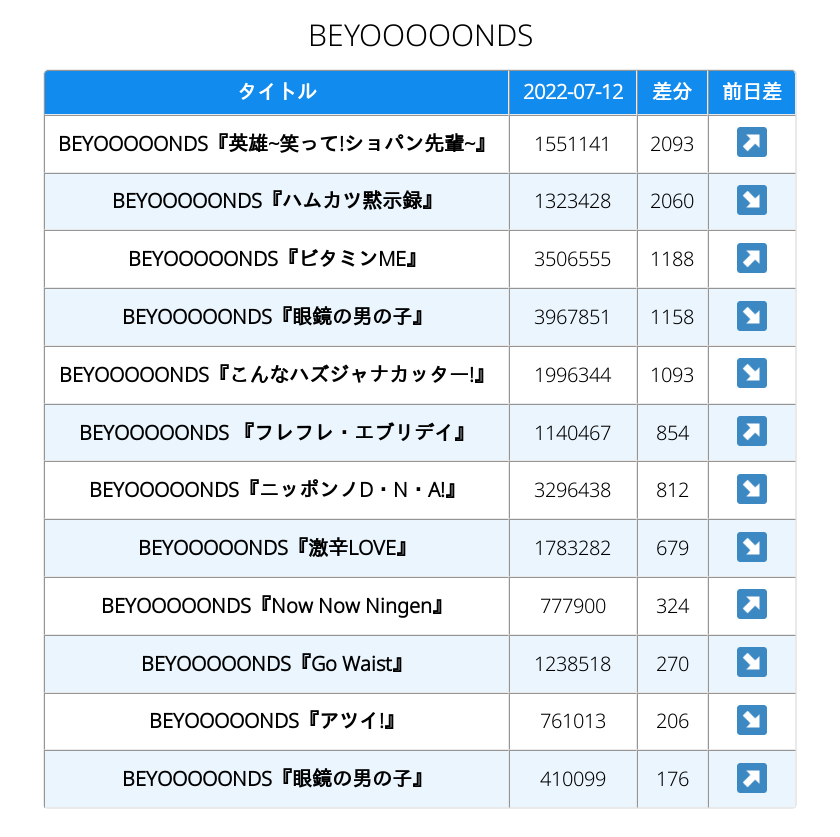 BEYOOOOONDS
タイトル 2022-07-12 差分 前日差
BEYOOOOONDS『英雄~笑って!ショパン先輩~』 1551141 2093 ↗
BEYOOOOONDS『ハムカツ黙示録』 1323428 2060 ↘
BEYOOOOONDS『ビタミンME』 3506555 1188 ↗
BEYOOOOONDS『眼鏡の男の子』 3967851 1158 ↘
BEYOOOOONDS『こんなハズジャナカッター!』 1996344 1093 ↘
BEYOOOOONDS 『フレフレ・エブリデイ』 1140467 854 ↗
BEYOOOOONDS『ニッポンノD・N・A!』 3296438 812 ↘
BEYOOOOONDS『激辛LOVE』 1783282 679 ↘
BEYOOOOONDS『Now Now Ningen』 777900 324 ↗
BEYOOOOONDS『Go Waist』 1238518 270 ↘
BEYOOOOONDS『アツイ!』 761013 206 ↘
BEYOOOOONDS『眼鏡の男の子』 410099 176 ↗